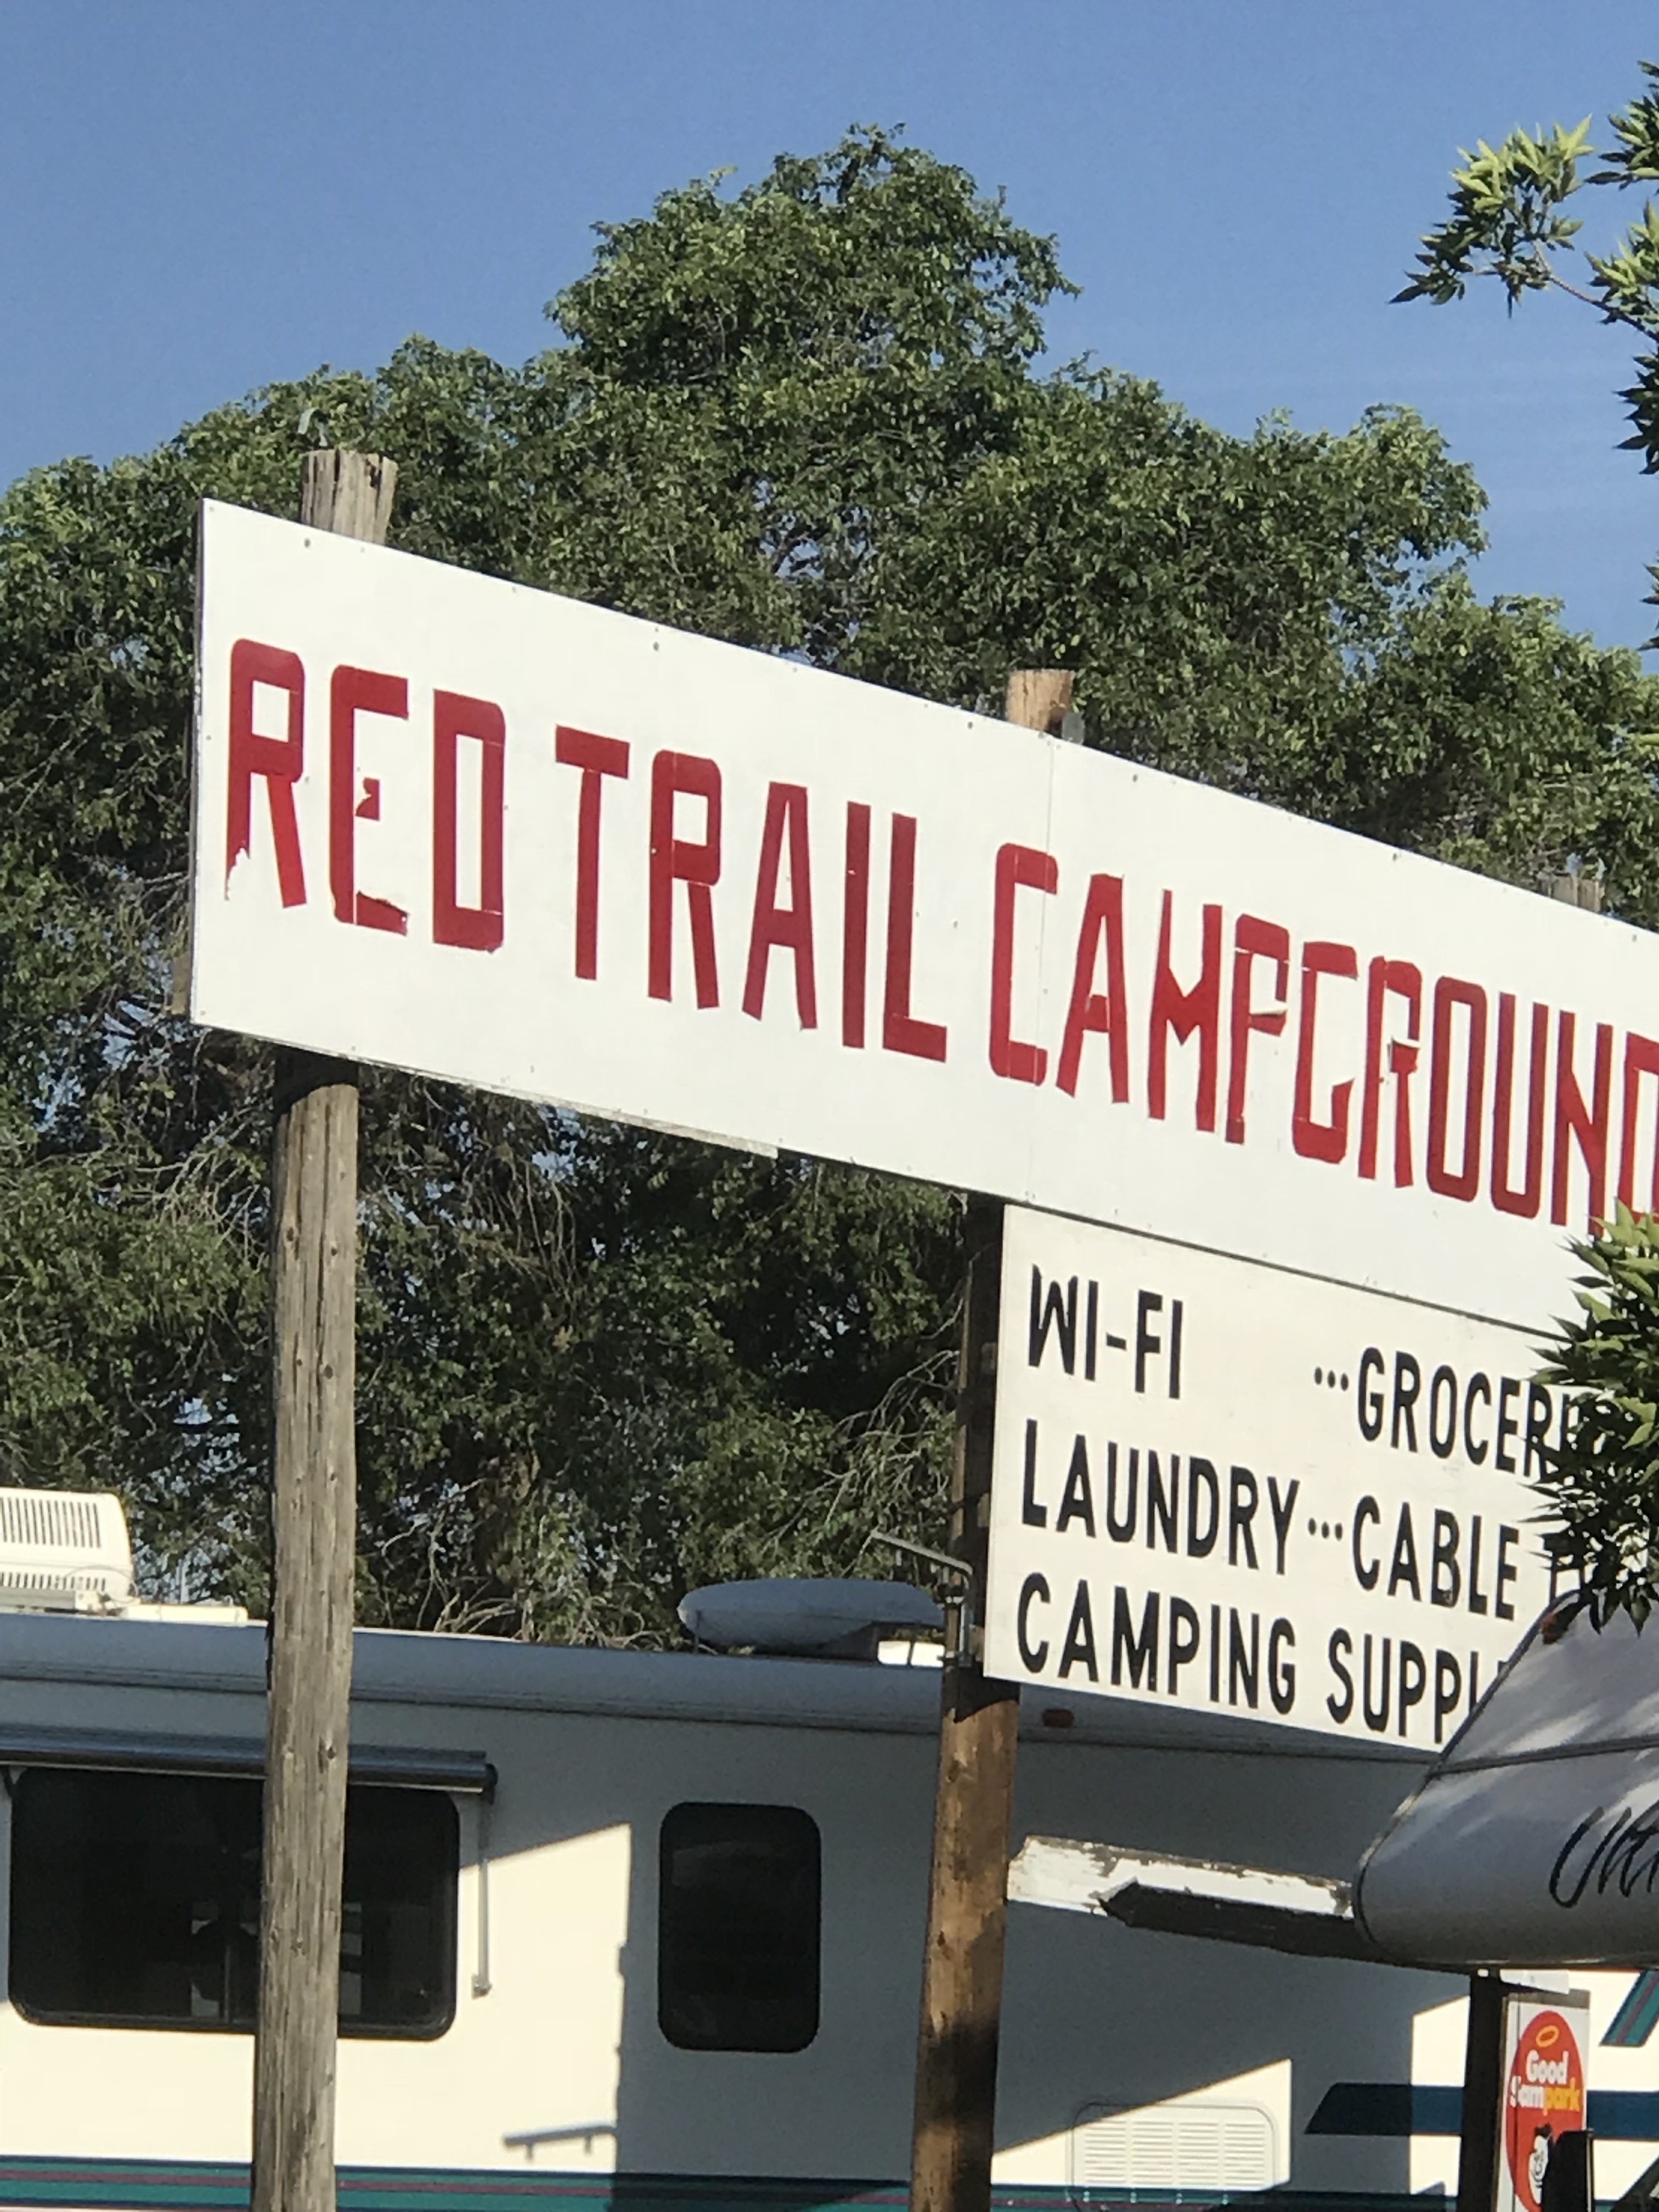 RED TRAIL CAMPGROUND
WI-FI ...GROCER
LAUNDRY...CABLE
CAMPING SUPPL
Good
Sampark